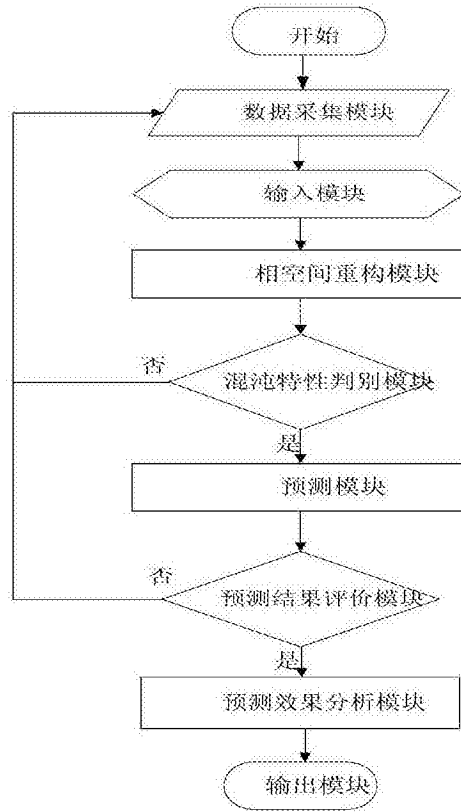 开始
数据采集模块
输入模块
相空间重构模块
否
混沌特性判别模块
是
预测模块
否
预测结果评价模块
是
预测效果分析模块
输出模块